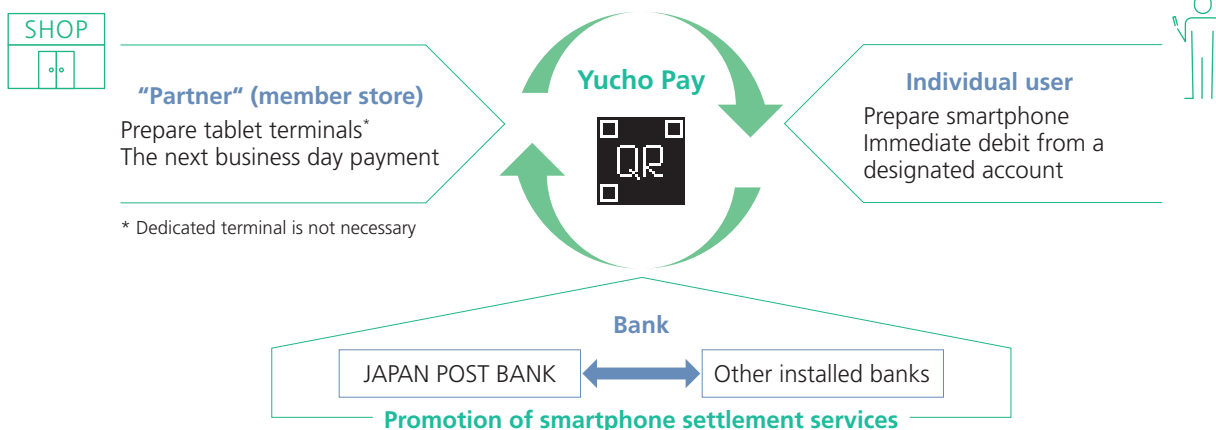 SHOP
“Partner“ (member store)
Prepare tablet terminals*
The next business day payment
* Dedicated terminal is not necessary
Yucho Pay
QR
Individual user
Prepare smartphone
Immediate debit from a
designated account
Bank
JAPAN POST BANK
Other installed banks
Promotion of smartphone settlement services